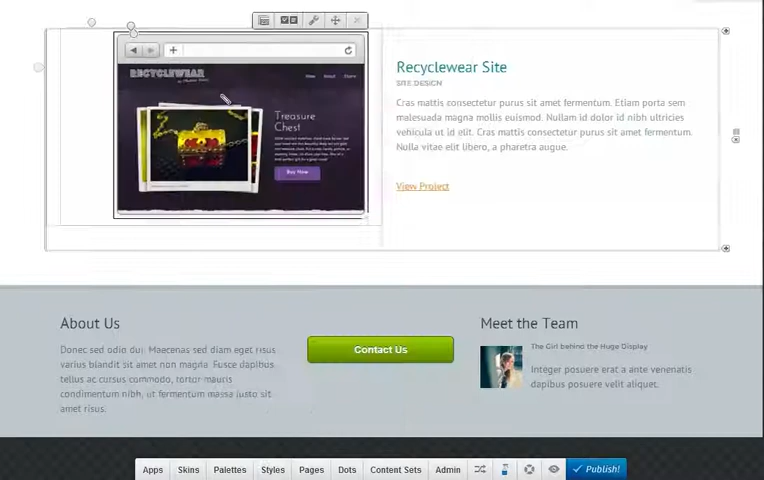 RECYCLEWEAR
Treasure
Chest
Buy Now
Recyclewear Site
SITE DESIGN
Cras mattis consectetur purus sit amet fermentum. Etiam porta sem
malesuada magna mollis euismod. Nullam id dolor id nibh ultricies
vehicula ut id elit. Cras mattis consectetur purus sit amet fermentum.
Nulla vitae elit libero, a pharetra augue.
View Project
About Us
Donec sed odio dui. Maecenas sed diam eget risus
varius blandit sit amet non magna. Fusce dapibus
tellus ac cursus commodo, tortor mauris
condimentum nibh, ut fermentum massa justo sit
amet risus.
Contact Us
Meet the Team
The Girl behind the Huge Display
Integer posuere erat a ante venenatis
dapibus posuere velit aliquet.
Apps Skins Palettes Styles Pages Dots Content Sets Admin Publish!